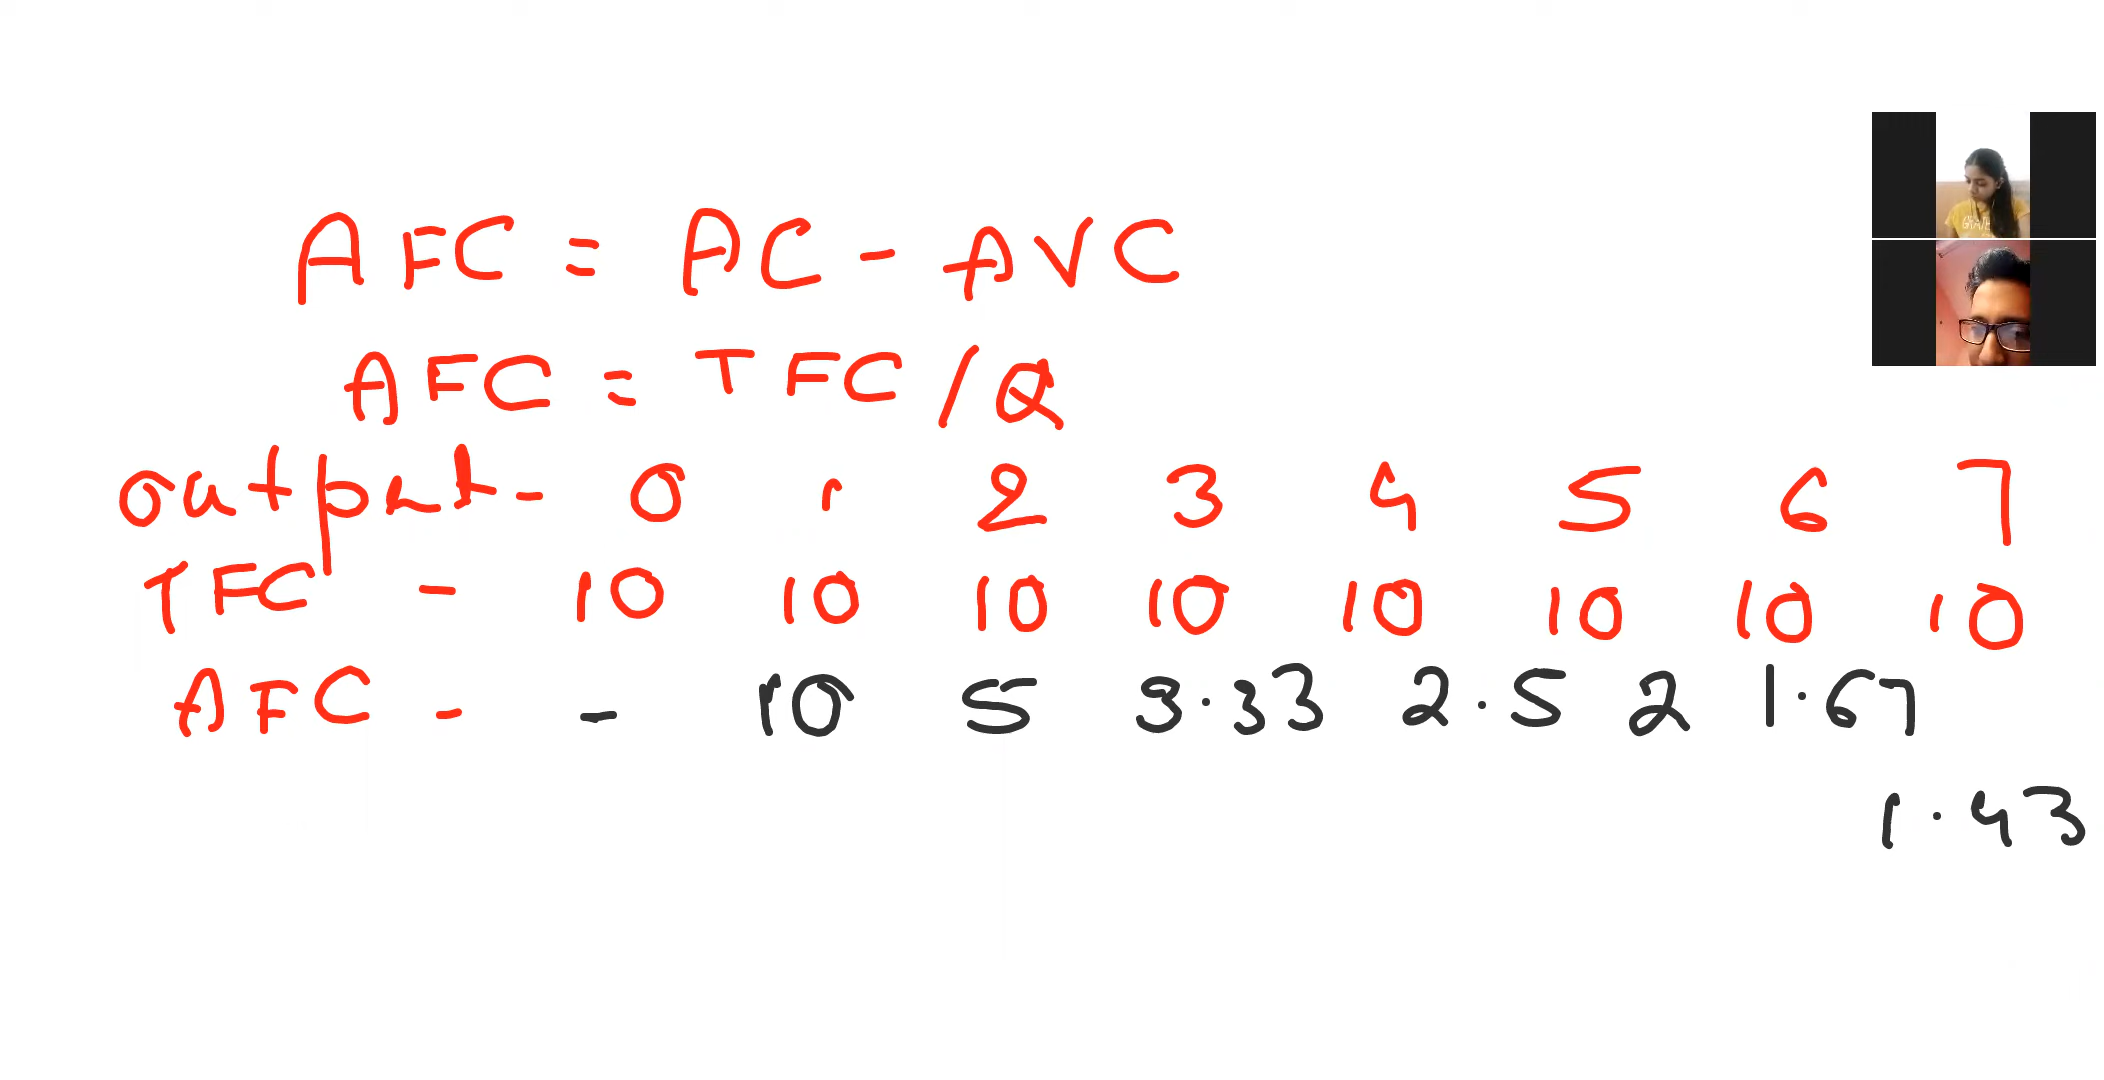 AFC = AC - AVC
AFC = TFC / Q
output - 0 1 2 3 4 5 6 7
TFC - 10 10 10 10 10 10 10 10
AFC - - 10 5 3.33 2.5 2 1.67
1.43